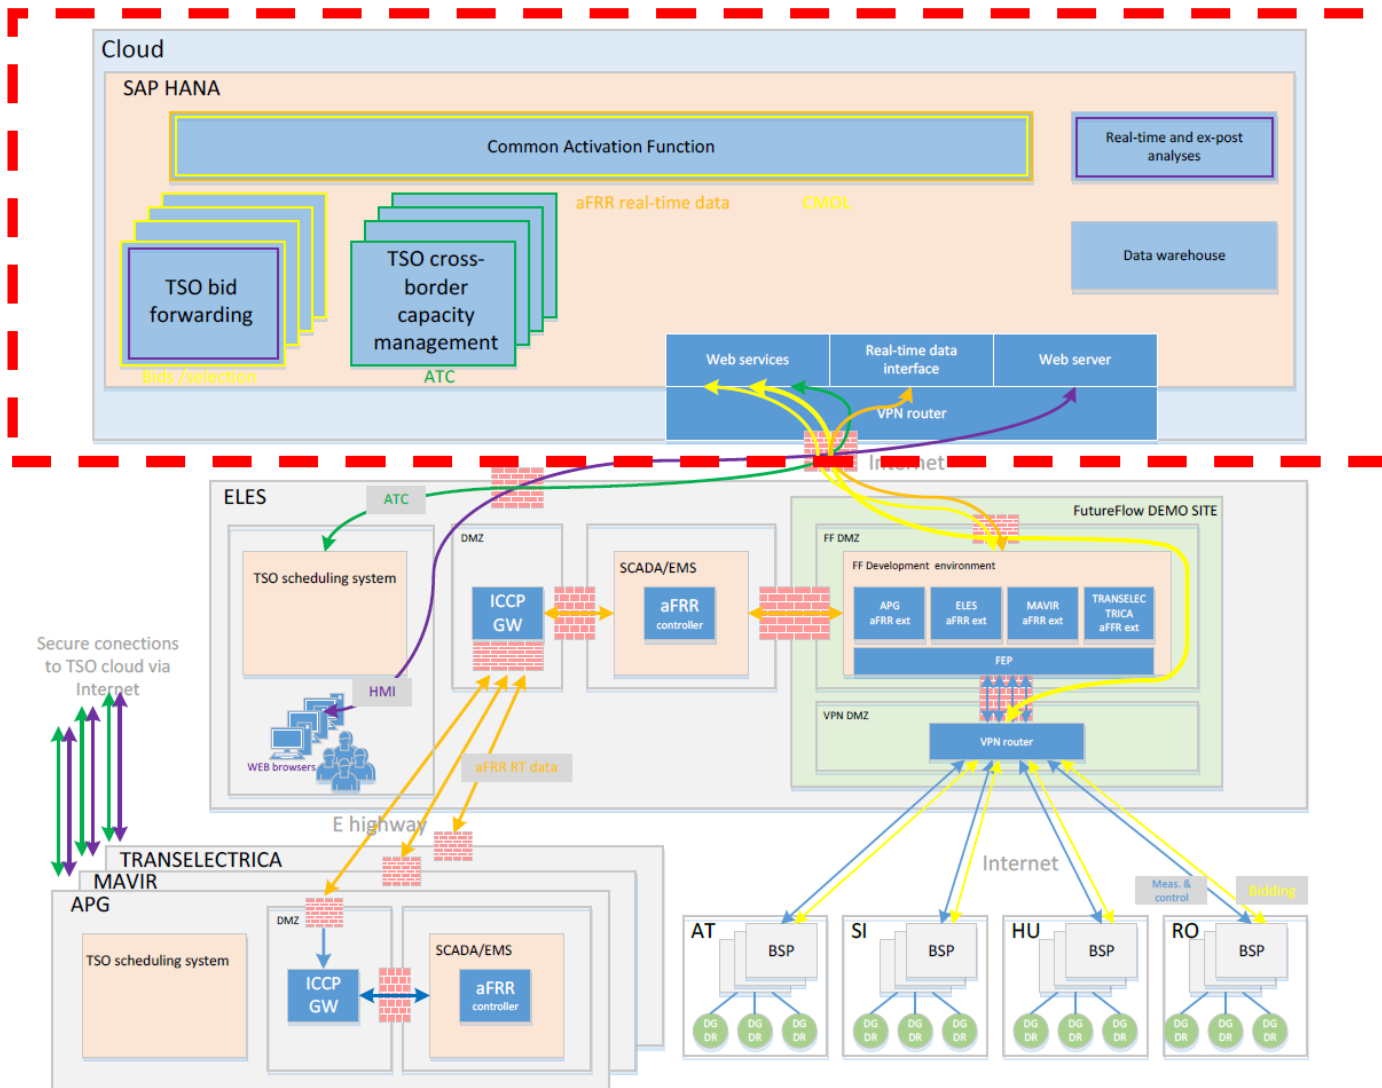 Cloud
SAP HANA
Common Activation Function
Real-time and ex-post
analyses
aFRR real-time data
CMOL
TSO bid
forwarding
Bids /selection
TSO cross-
border
capacity
management
ATC
Data warehouse
Web services
Real-time data
interface
Web server
VPN router
Internet
ELES
ATC
TSO scheduling system
HMI
WEB browsers
DMZ
ICCP
GW
SCADA/EMS
aFRR
controller
FutureFlow DEMO SITE
FF DMZ
FF Development environment
APG
aFRR ext
ELES
aFRR ext
MAVIR
aFRR ext
TRANSELEC
TRICA
aFFR ext
FEP
VPN DMZ
VPN router
Secure conections
to TSO cloud via
Internet
aFRR RT data
E highway
Internet
Meas. &
control
Bidding
TRANSELECTRICA
MAVIR
APG
TSO scheduling system
DMZ
ICCP
GW
SCADA/EMS
aFRR
controller
AT
BSP
DG
DR
DG
DR
DG
DR
SI
BSP
DG
DR
DG
DR
DG
DR
HU
BSP
DG
DR
DG
DR
DG
DR
RO
BSP
DG
DR
DG
DR
DG
DR